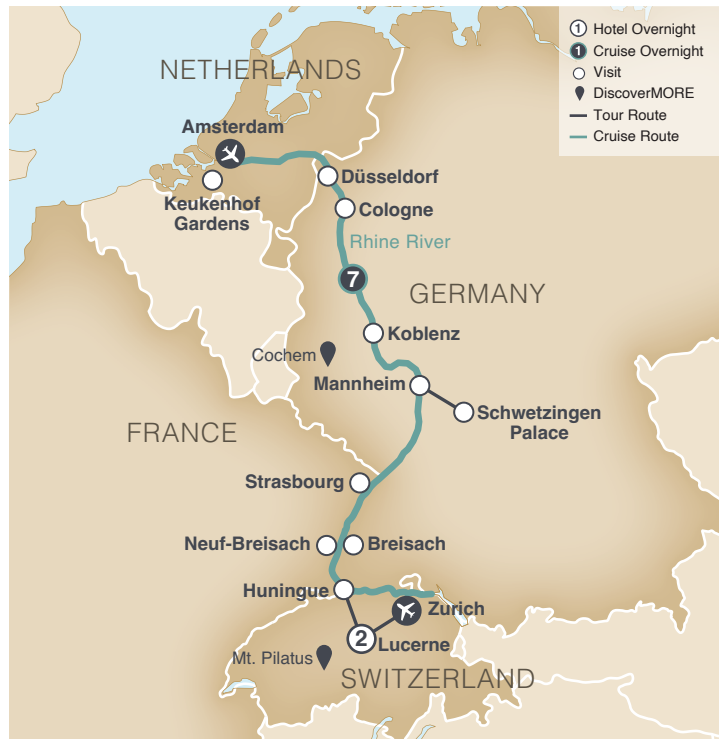 1 Hotel Overnight
1 Cruise Overnight
Visit
DiscoverMORE
Tour Route
Cruise Route
NETHERLANDS
Amsterdam
Keukenhof
Gardens
Düsseldorf
Cologne
Rhine River
7
GERMANY
Koblenz
Cochem
Mannheim
Schwetzingen
Palace
FRANCE
Strasbourg
Neuf-Breisach
Breisach
Huningue
Zurich
2
Lucerne
Mt. Pilatus
SWITZERLAND